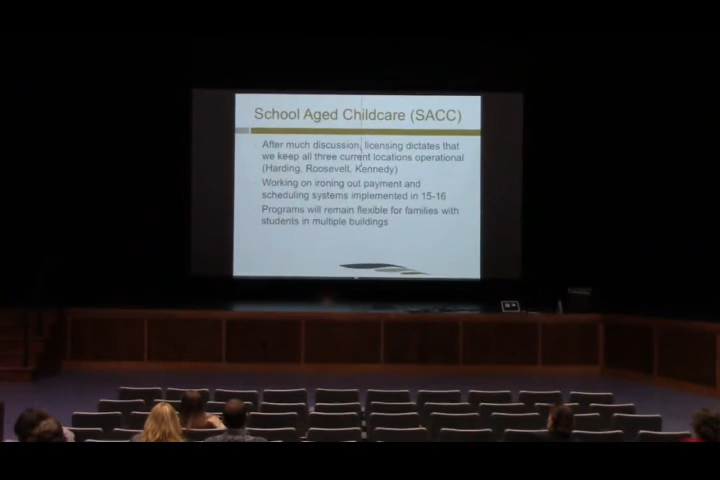 School Aged Childcare (SACC)
After much discussion, licensing dictates that
we keep all three current locations operational
(Harding, Roosevelt, Kennedy)
Working on ironing out payment and
scheduling systems implemented in 15-16
Programs will remain flexible for families with
students in multiple buildings